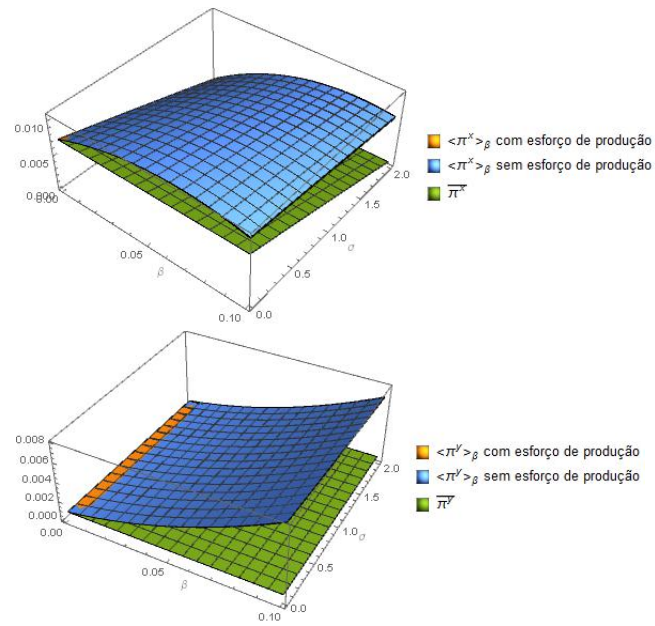 0.010
0.005
0.000
0.00
0.05
β
0.10
0.0
0.5
1.0
σ
1.5
2.0
<π^x>_β com esforço de produção
<π^x>_β sem esforço de produção
π̅^x̅
0.008
0.006
0.004
0.002
0.000
0.00
0.05
β
0.10
0.0
0.5
1.0
σ
1.5
2.0
<π^y>_β com esforço de produção
<π^y>_β sem esforço de produção
π̅^y̅